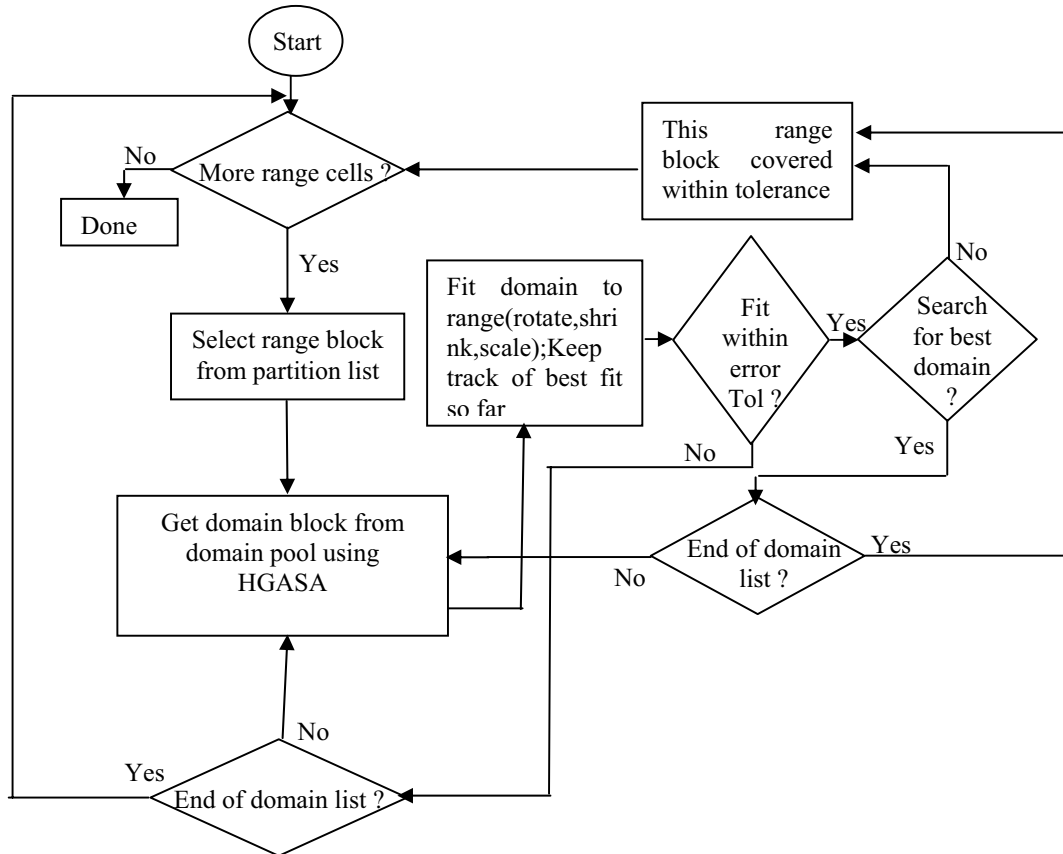 Start
More range cells ?
No
Done
Yes
This range
block covered
within tolerance
Select range block
from partition list
Fit domain to
range(rotate,shri
nk,scale);Keep
track of best fit
so far
Fit
within
error
Tol ?
Yes
No
Search
for best
domain
?
No
Yes
Get domain block from
domain pool using
HGASA
End of domain
list ?
No
Yes
No
Yes
End of domain list ?